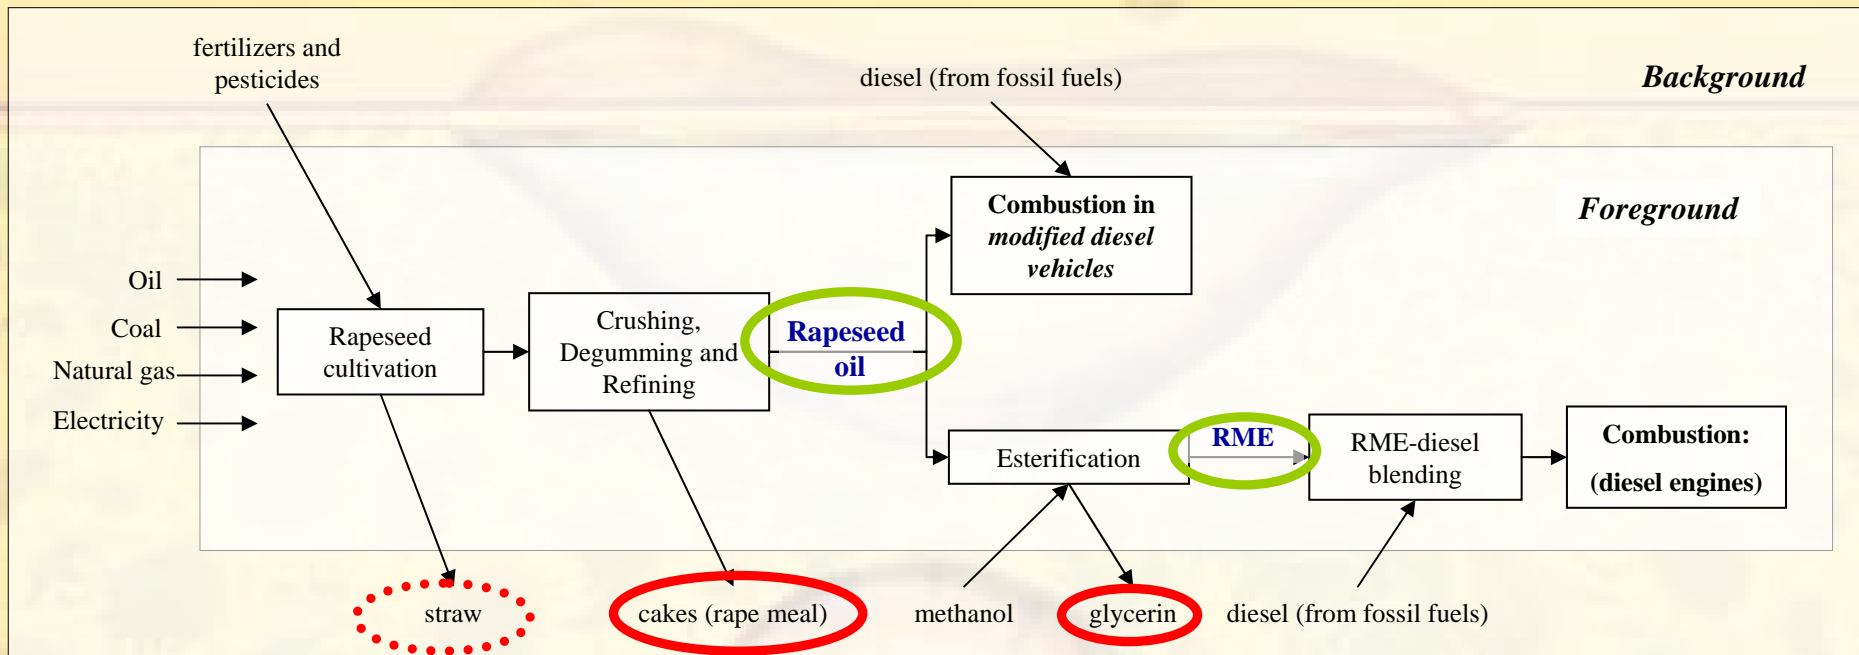 fertilizers and
pesticides
diesel (from fossil fuels)
Background
Foreground
Combustion in
modified diesel
vehicles
Oil
Coal
Natural gas
Electricity
Rapeseed
cultivation
Crushing,
Degumming and
Refining
Rapeseed
oil
Esterification
RME
RME-diesel
blending
Combustion:
(diesel engines)
straw
cakes (rape meal)
methanol
glycerin
diesel (from fossil fuels)